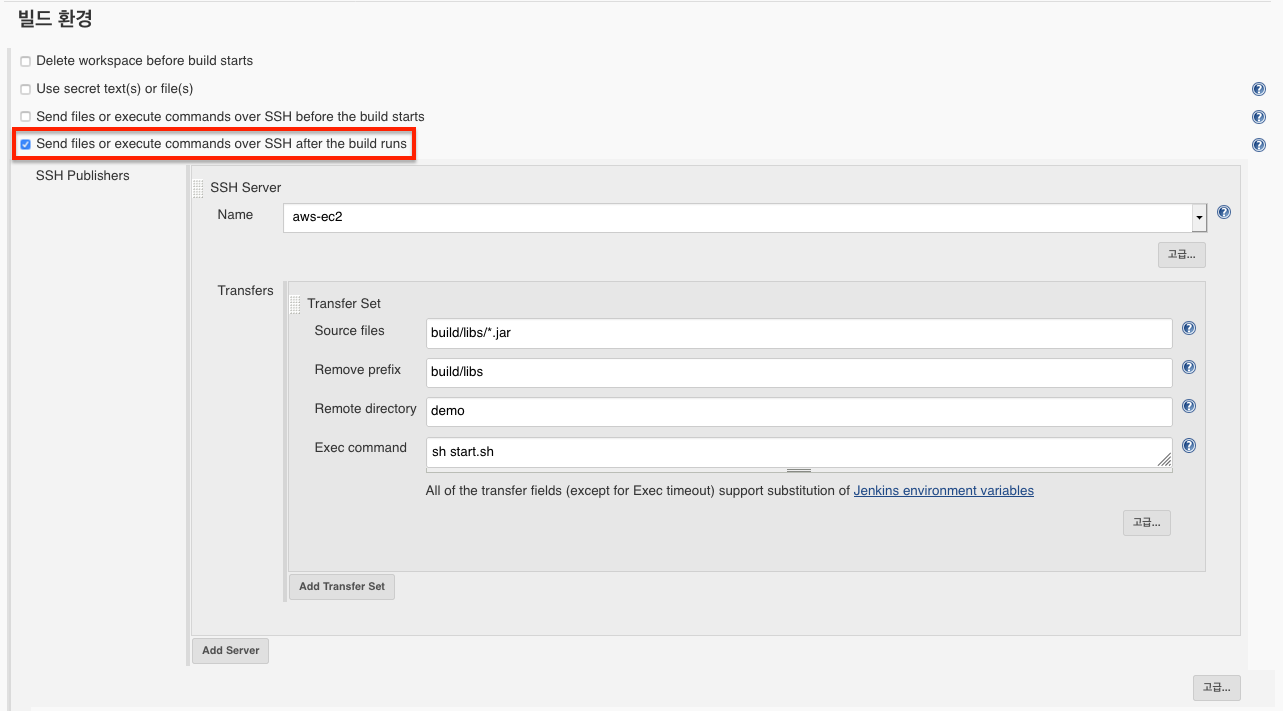 빌드 환경
Delete workspace before build starts
Use secret text(s) or file(s)
Send files or execute commands over SSH before the build starts
Send files or execute commands over SSH after the build runs
SSH Publishers
SSH Server
Name
aws-ec2
고급...
Transfers
Transfer Set
Source files
build/libs/*.jar
Remove prefix
build/libs
Remote directory
demo
Exec command
sh start.sh
All of the transfer fields (except for Exec timeout) support substitution of Jenkins environment variables
고급...
Add Transfer Set
Add Server
고급...